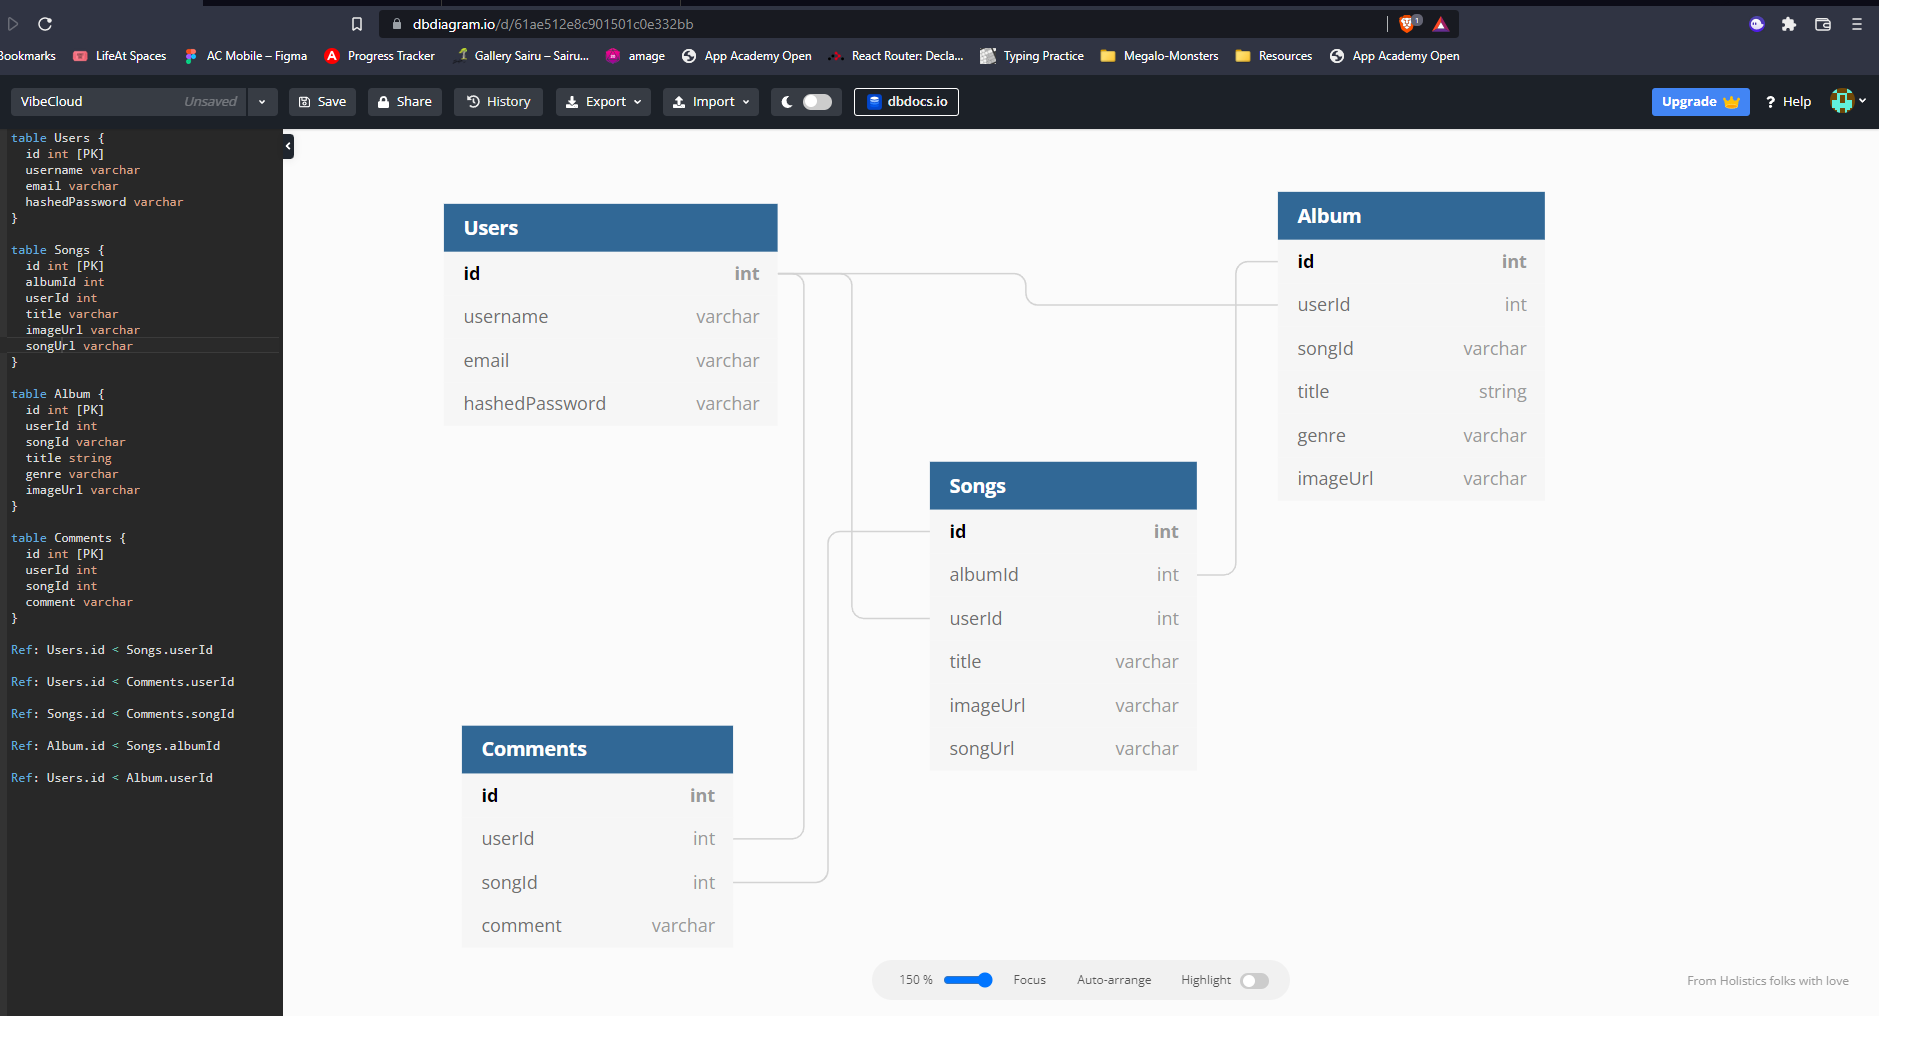 dbdiagram.io/d/61ae512e8c901501c0e332bb
1
Bookmarks LifeAt Spaces AC Mobile – Figma Progress Tracker Gallery Sairu – Sairu... amage App Academy Open React Router: Decla... Typing Practice Megalo-Monsters Resources App Academy Open
VibeCloud Unsaved Save Share History Export Import dbdocs.io Upgrade ? Help
table Users {
id int [PK]
username varchar
email varchar
hashedPassword varchar
}
table Songs {
id int [PK]
albumId int
userId int
title varchar
imageUrl varchar
songUrl varchar
}
table Album {
id int [PK]
userId int
songId varchar
title string
genre varchar
imageUrl varchar
}
table Comments {
id int [PK]
userId int
songId int
comment varchar
}
Ref: Users.id < Songs.userId
Ref: Users.id < Comments.userId
Ref: Songs.id < Comments.songId
Ref: Album.id < Songs.albumId
Ref: Users.id < Album.userId
Users
id int
username varchar
email varchar
hashedPassword varchar
Album
id int
userId int
songId varchar
title string
genre varchar
imageUrl varchar
Songs
id int
albumId int
userId int
title varchar
imageUrl varchar
songUrl varchar
Comments
id int
userId int
songId int
comment varchar
150 % Focus Auto-arrange Highlight
From Holistics folks with love